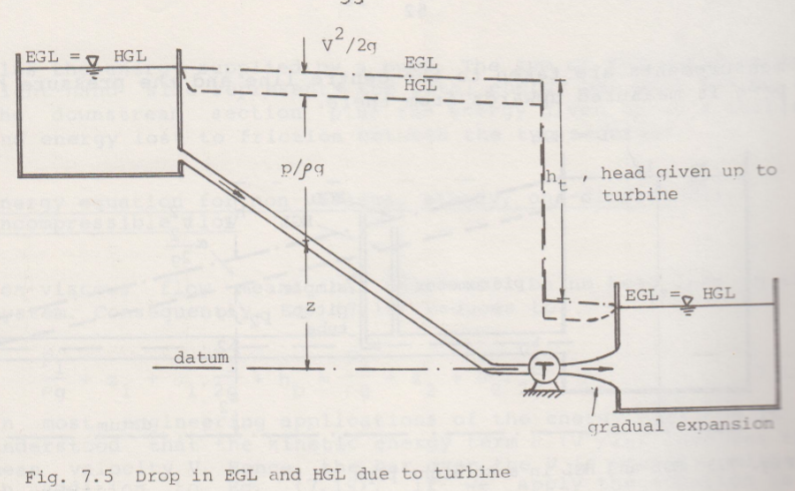 V²/2g
EGL = HGL
EGL
HGL
p/ρg
h_t , head given up to
turbine
z
EGL = HGL
datum
T
gradual expansion
Fig. 7.5 Drop in EGL and HGL due to turbine